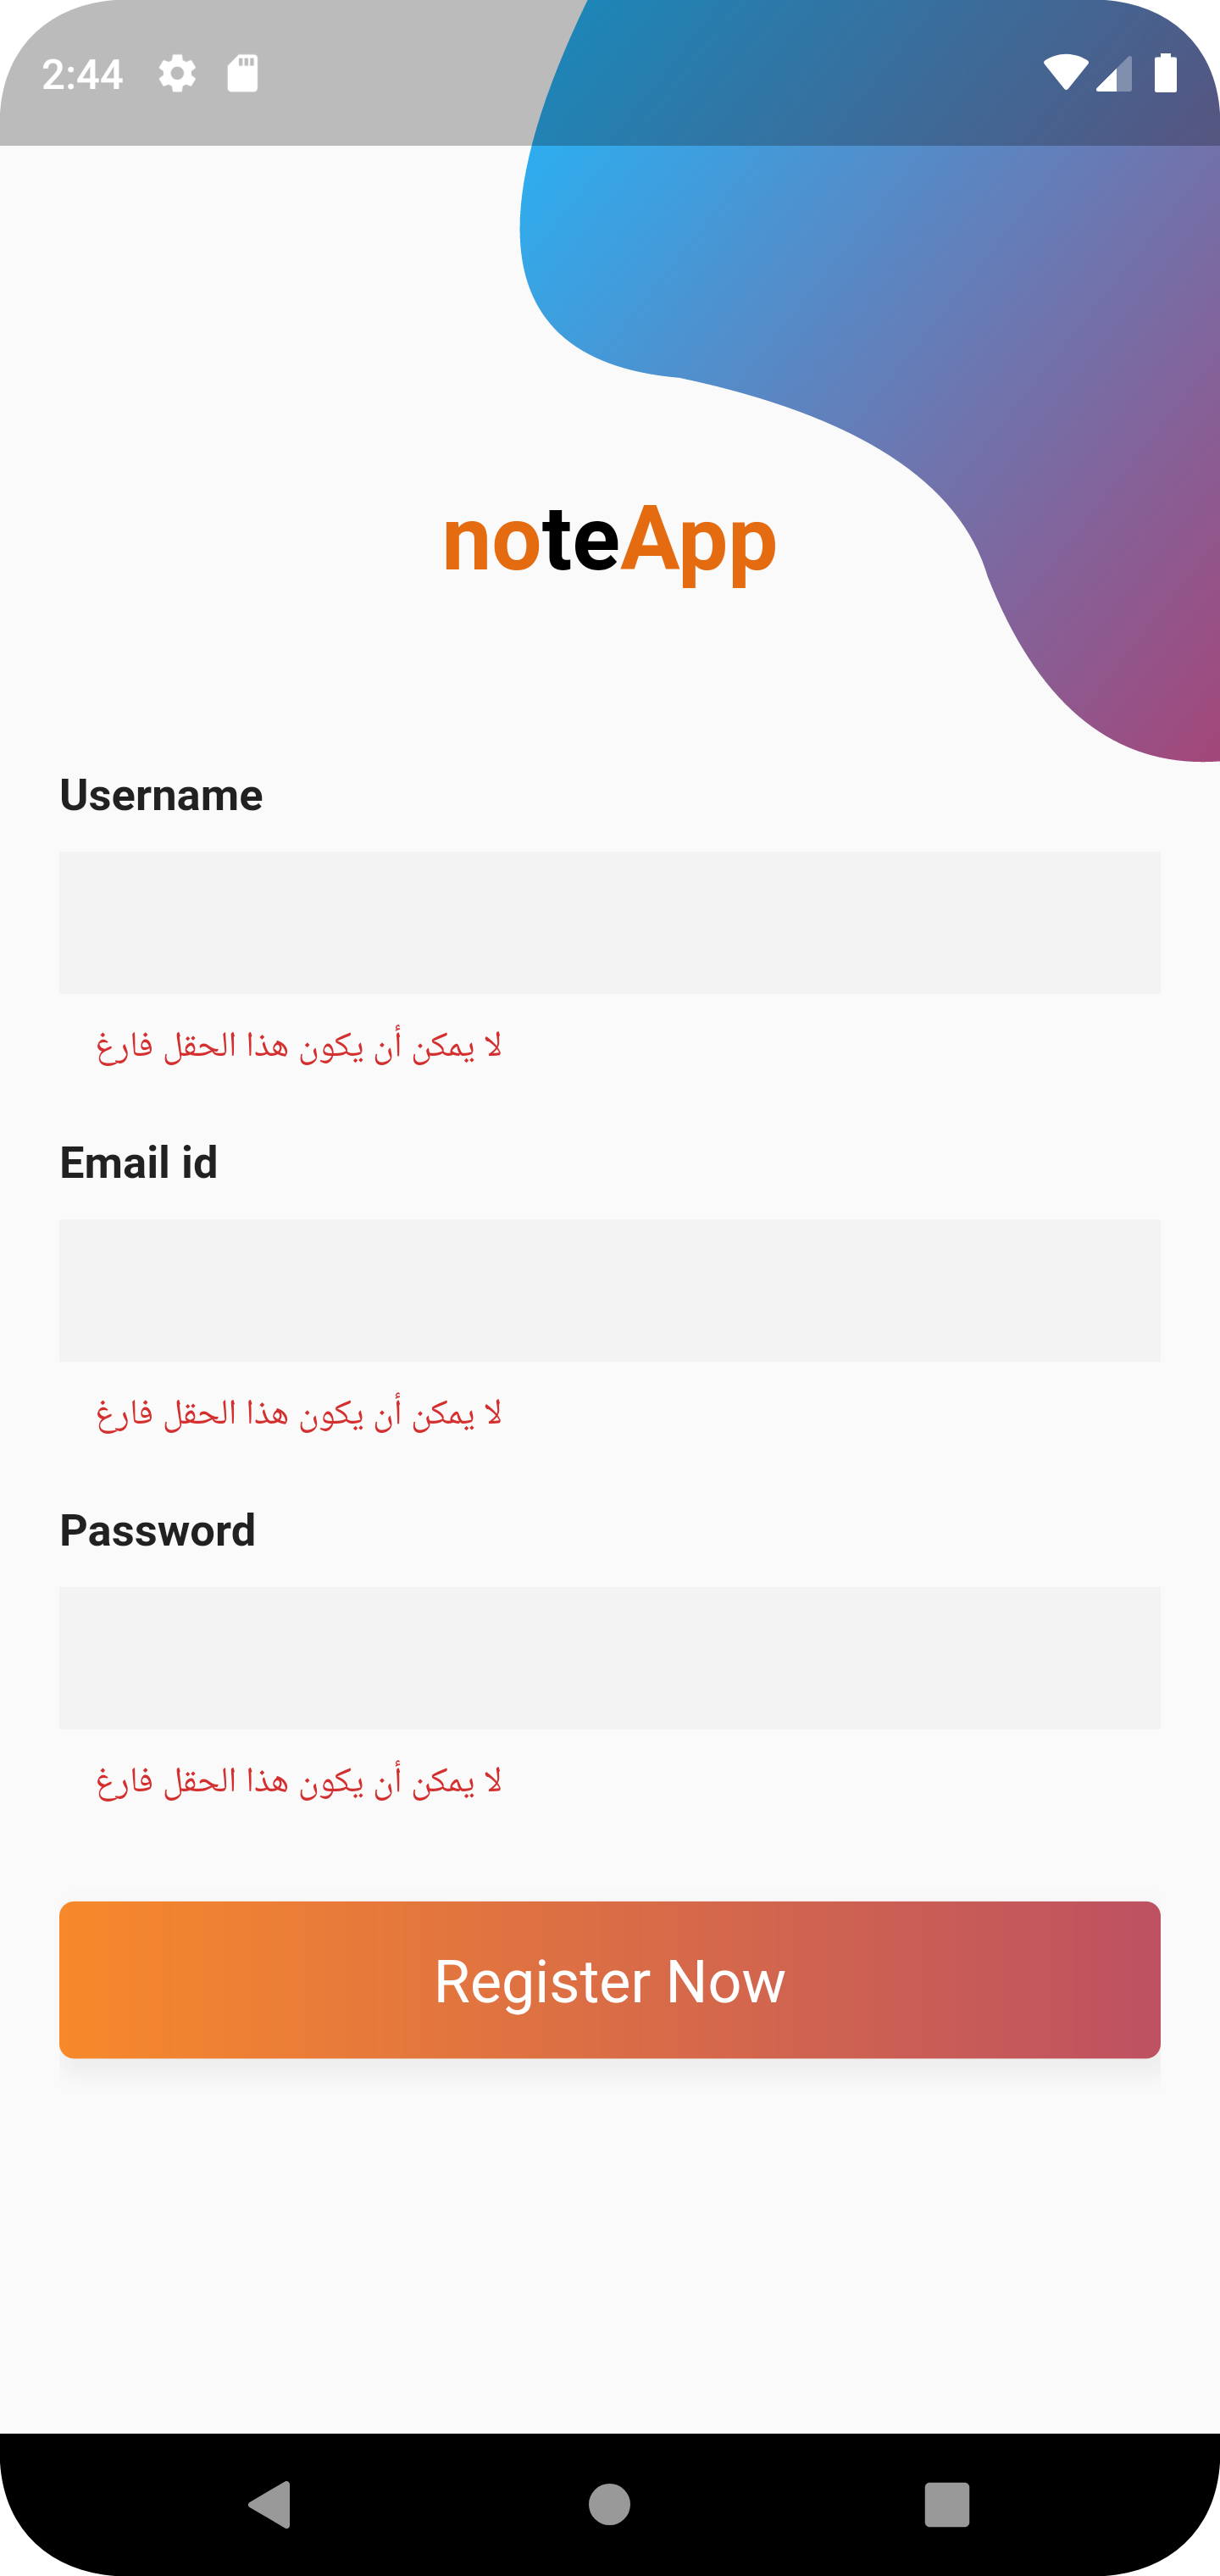 2:44
noteApp
Username
لا يمكن أن يكون هذا الحقل فارغ
Email id
لا يمكن أن يكون هذا الحقل فارغ
Password
لا يمكن أن يكون هذا الحقل فارغ
Register Now